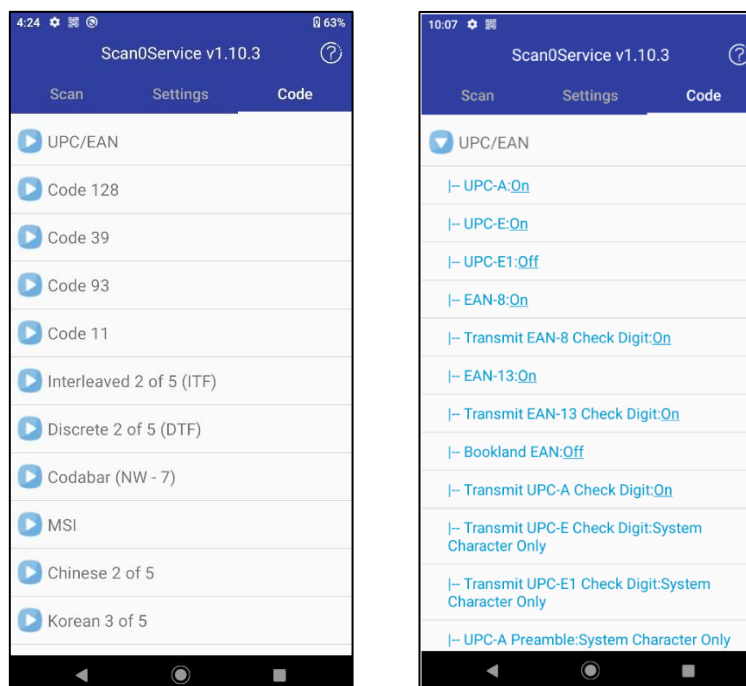 4:24 63%
Scan0Service v1.10.3 ?
Scan Settings Code
UPC/EAN
Code 128
Code 39
Code 93
Code 11
Interleaved 2 of 5 (ITF)
Discrete 2 of 5 (DTF)
Codabar (NW - 7)
MSI
Chinese 2 of 5
Korean 3 of 5
10:07
Scan0Service v1.10.3 ?
Scan Settings Code
UPC/EAN
|-- UPC-A:On
|-- UPC-E:On
|-- UPC-E1:Off
|-- EAN-8:On
|-- Transmit EAN-8 Check Digit:On
|-- EAN-13:On
|-- Transmit EAN-13 Check Digit:On
|-- Bookland EAN:Off
|-- Transmit UPC-A Check Digit:On
|-- Transmit UPC-E Check Digit:System
Character Only
|-- Transmit UPC-E1 Check Digit:System
Character Only
|-- UPC-A Preamble:System Character Only